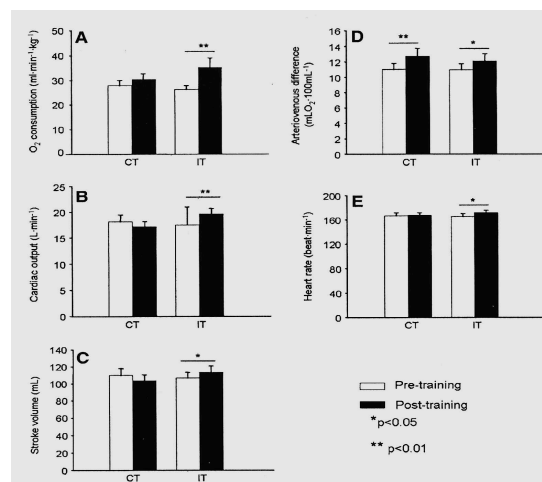 A
O2 consumption (ml·min-1·kg-1)
50
40
30
20
10
0
**
CT
IT
B
Cardiac output (L·min-1)
25
20
15
10
5
0
**
CT
IT
C
Stroke volume (mL)
140
120
100
80
60
40
20
0
*
CT
IT
D
Arteriovenous difference
(mLO2·100mL-1)
16
14
12
10
8
6
4
2
0
**
*
CT
IT
E
Heart rate (beat·min-1)
200
160
120
80
40
0
*
CT
IT
Pre-training
Post-training
*p<0.05
** p<0.01